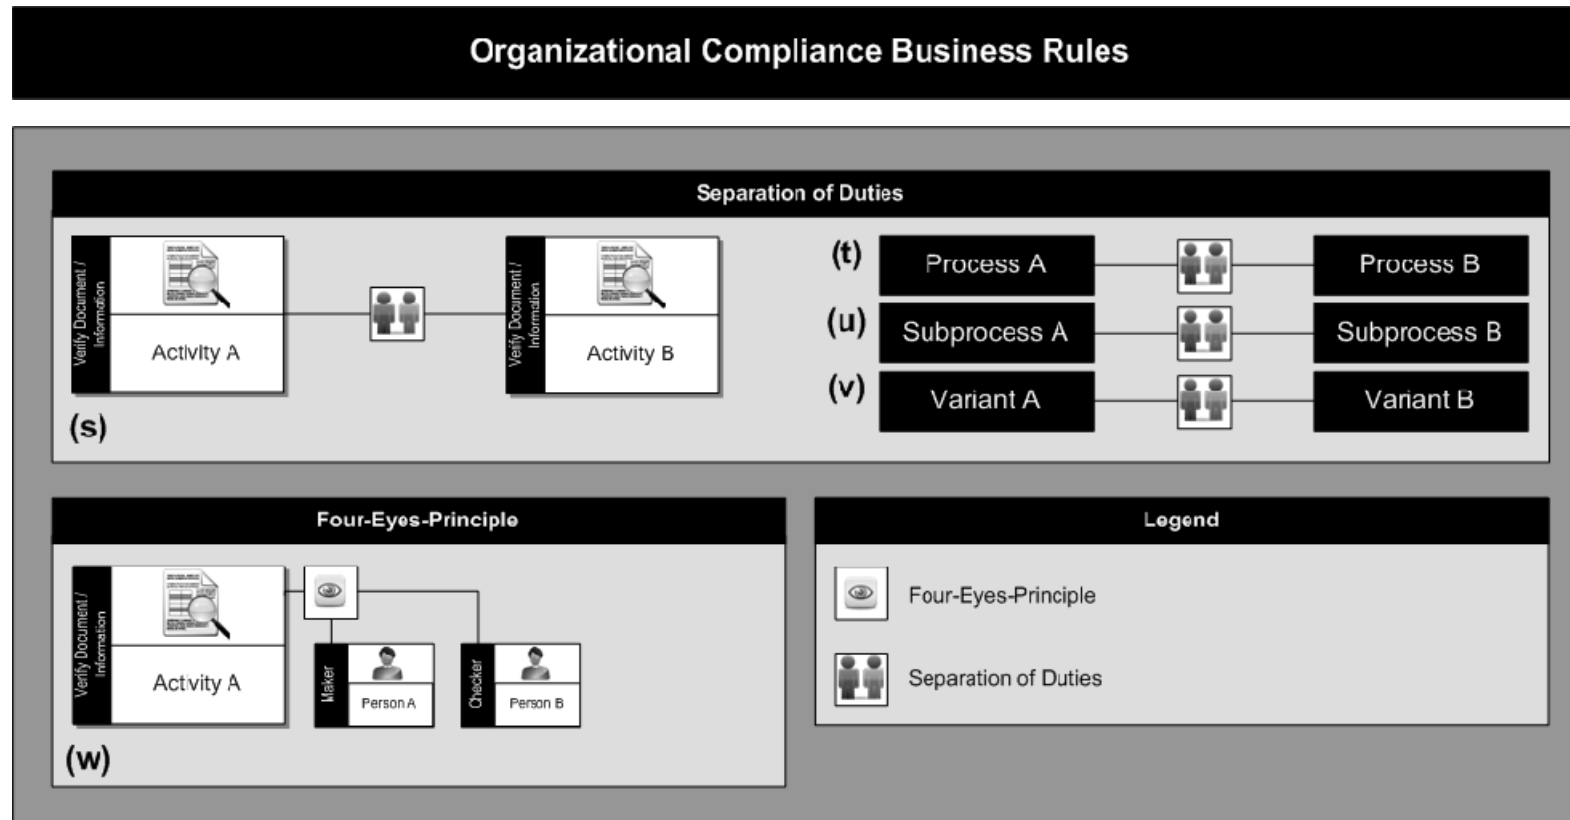 Organizational Compliance Business Rules
Separation of Duties
Verify Document /
Information
Activity A
(s)
Verify Document /
Information
Activity B
(t)
Process A
Process B
(u)
Subprocess A
Subprocess B
(v)
Variant A
Variant B
Four-Eyes-Principle
Verify Document /
Information
Activity A
Maker
Person A
Checker
Person B
(w)
Legend
Four-Eyes-Principle
Separation of Duties